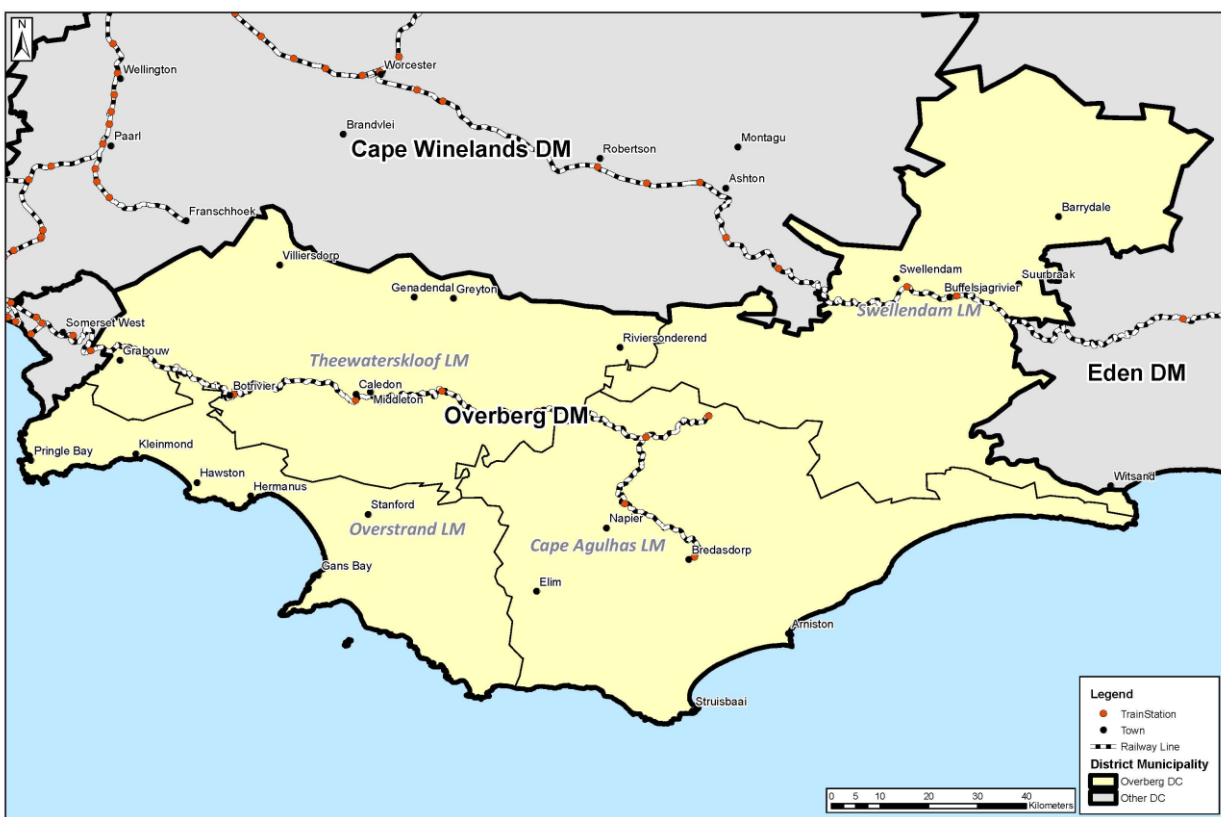 N
Wellington
Worcester
Paarl
Brandvlei
Cape Winelands DM
Montagu
Robertson
Ashton
Franschhoek
Barrydale
Villiersdorp
Swellendam
Suurbraak
Genadendal
Greyton
Buffelsjagrivier
Swellendam LM
Somerset West
Grabouw
Riviersonderend
Theewaterskloof LM
Eden DM
Botrivier
Caledon
Middleton
Overberg DM
Pringle Bay
Kleinmond
Hawston
Hermanus
Witsand
Stanford
Overstrand LM
Napier
Cape Agulhas LM
Bredasdorp
Gans Bay
Elim
Arniston
Struisbaai
Legend
TrainStation
Town
Railway Line
District Municipality
Overberg DC
Other DC
0 5 10 20 30 40
Kilometers